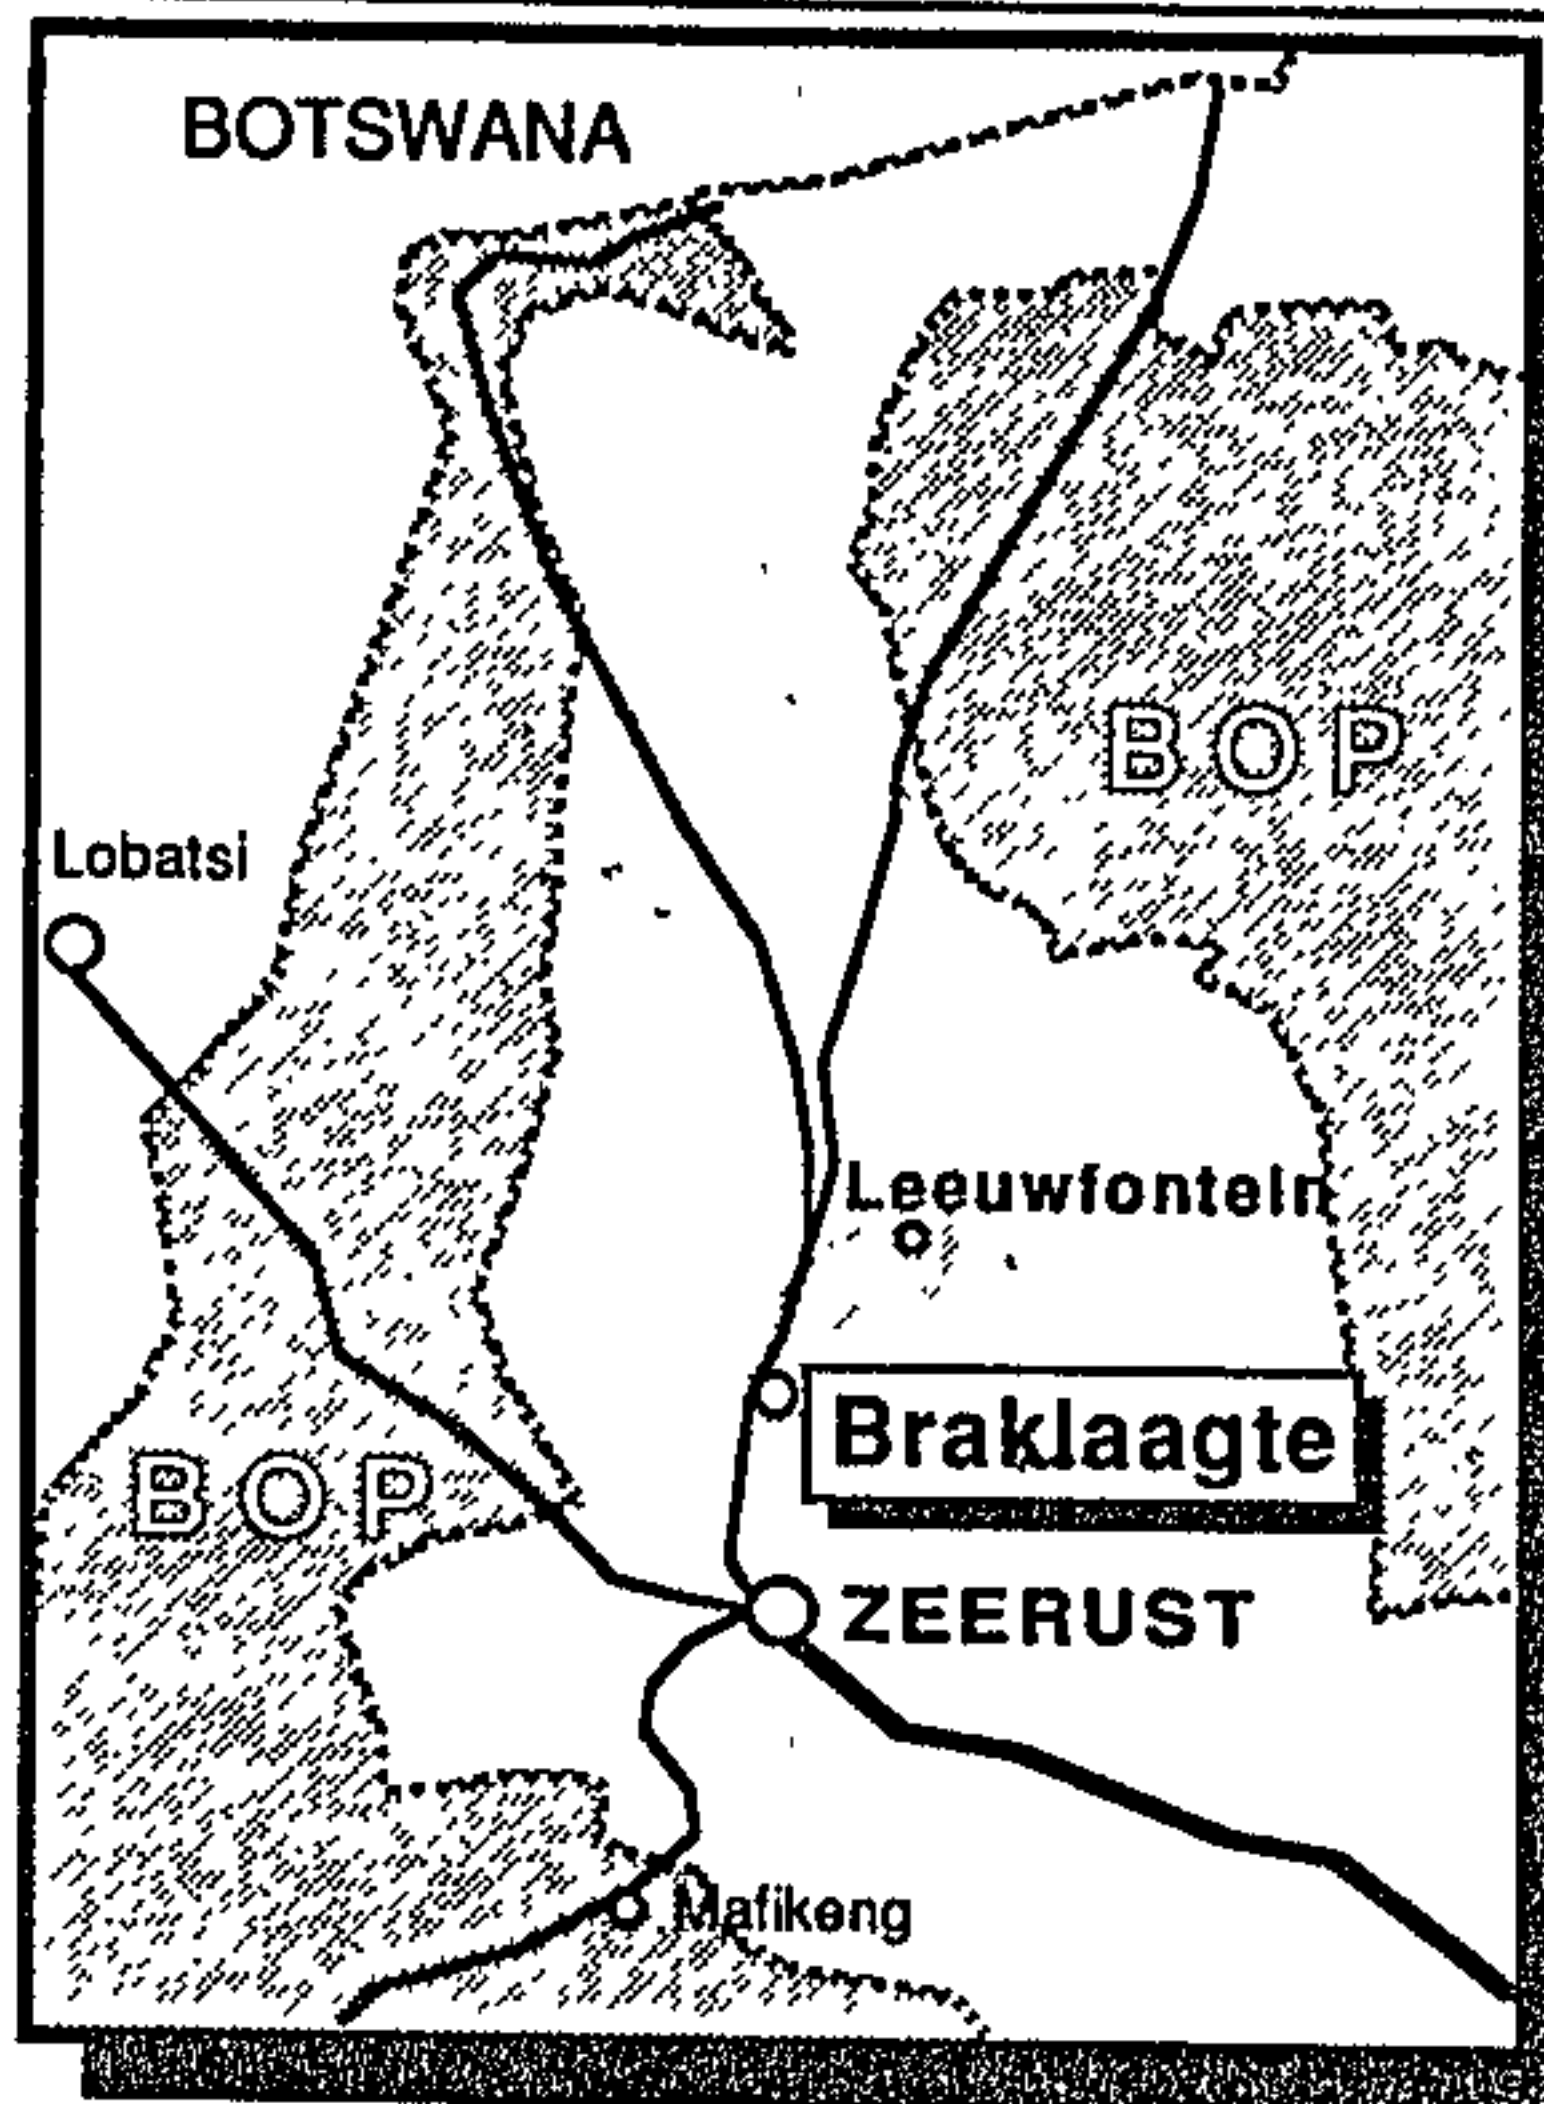 BOTSWANA
BOP
Lobatsi
Leeuwfontein
Braklaagte
BOP
ZEERUST
Mafikeng